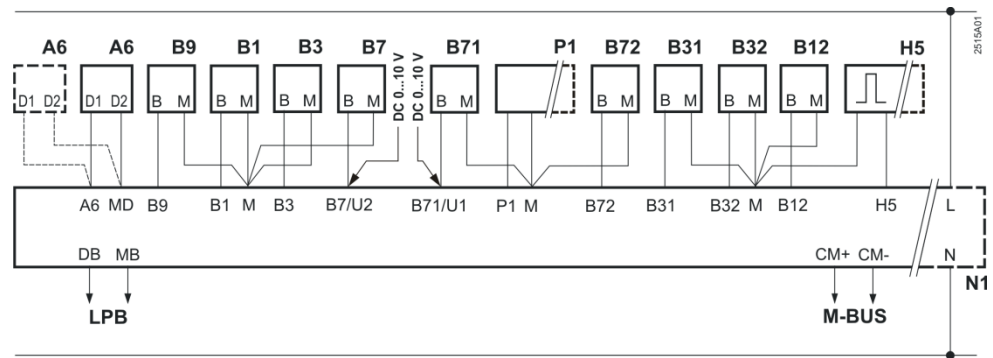 A6 A6 B9 B1 B3 B7 DC 0...10 V DC 0...10 V B71 P1 B72 B31 B32 B12 H5
D1 D2 D1 D2 B M B M B M B M B M B M B M B M B M
A6 MD B9 B1 M B3 B7/U2 B71/U1 P1 M B72 B31 B32 M B12 H5 L
DB MB CM+ CM- N
N1
LPB M-BUS
2515A01